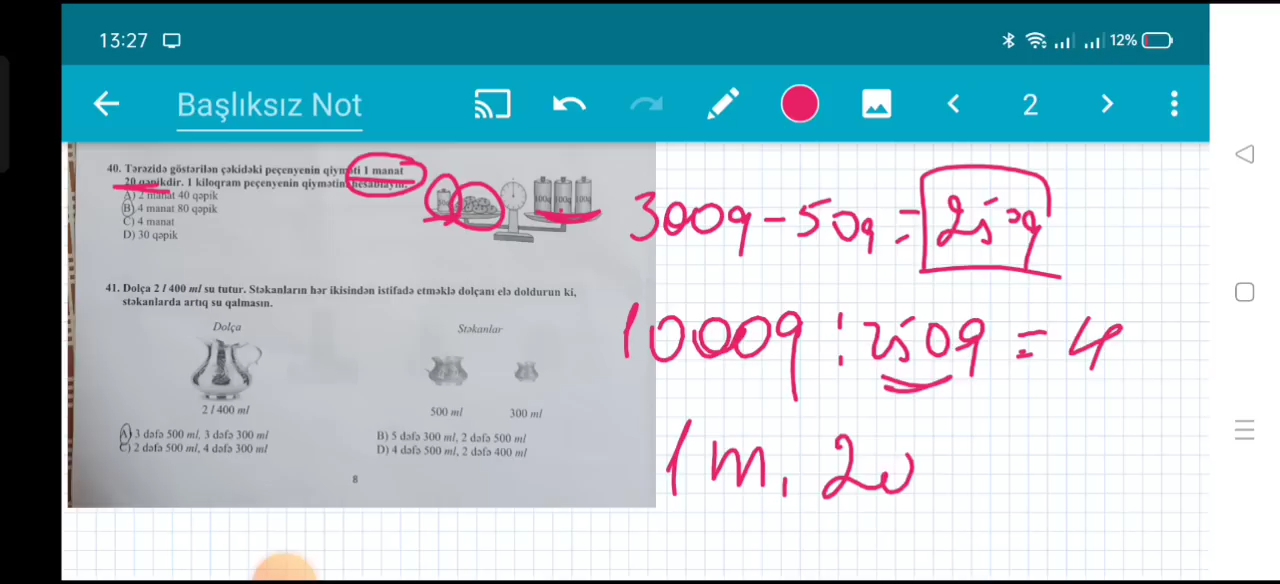 13:27
12%
Başlıksız Not
2
40. Tərəzidə göstərilən çəkidəki peçenyenin qiyməti 1 manat
20 qəpikdir. 1 kiloqram peçenyenin qiymətini hesablayın.
A) 2 manat 40 qəpik
B) 4 manat 80 qəpik
C) 4 manat
D) 30 qəpik
50q
100q 100q 100q
300q - 50q = 250q
1000q : 250q = 4
1 m. 20
41. Dolça 2 l 400 ml su tutur. Stəkanların hər ikisindən istifadə etməklə dolçanı elə doldurun ki,
stəkanlarda artıq su qalmasın.
Dolça
Stəkanlar
2 l 400 ml
500 ml
300 ml
A) 3 dəfə 500 ml, 3 dəfə 300 ml
B) 5 dəfə 300 ml, 2 dəfə 500 ml
C) 2 dəfə 500 ml, 4 dəfə 300 ml
D) 4 dəfə 500 ml, 2 dəfə 400 ml
8